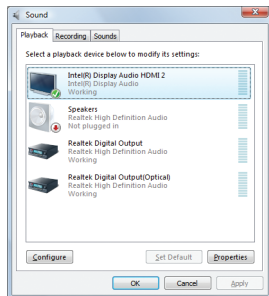 Sound
Playback Recording Sounds
Select a playback device below to modify its settings:
Intel(R) Display Audio HDMI 2
Intel(R) Display Audio
Working
Speakers
Realtek High Definition Audio
Not plugged in
Realtek Digital Output
Realtek High Definition Audio
Working
Realtek Digital Output(Optical)
Realtek High Definition Audio
Working
Configure Set Default Properties
OK Cancel Apply